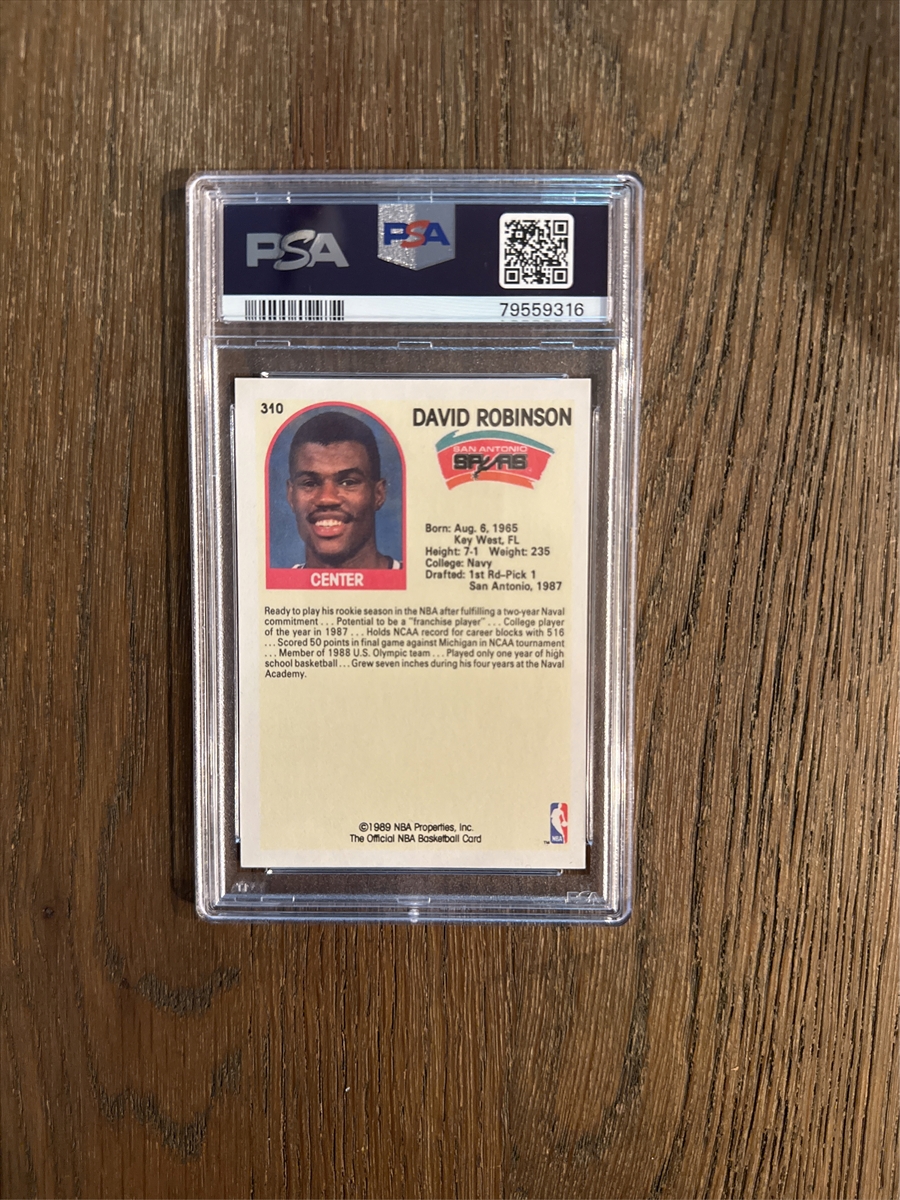 PSA PSA
79559316
310
DAVID ROBINSON
SAN ANTONIO
SPURS
Born: Aug. 6, 1965
Key West, FL
Height: 7-1 Weight: 235
College: Navy
Drafted: 1st Rd-Pick 1
San Antonio, 1987
CENTER
Ready to play his rookie season in the NBA after fulfilling a two-year Naval
commitment . . . Potential to be a "franchise player" . . . College player
of the year in 1987 . . . Holds NCAA record for career blocks with 516
. . . Scored 50 points in final game against Michigan in NCAA tournament
. . . Member of 1988 U.S. Olympic team . . . Played only one year of high
school basketball . . . Grew seven inches during his four years at the Naval
Academy.
©1989 NBA Properties, Inc.
The Official NBA Basketball Card
NBA
TM
PSA